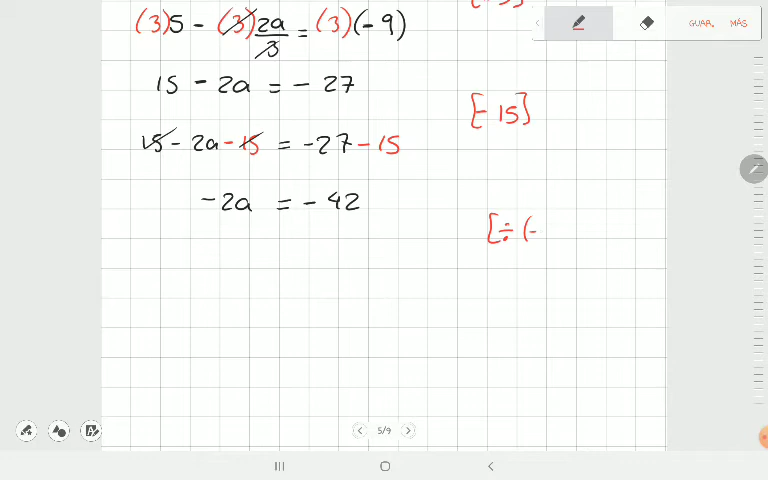 GUAR. MÁS
(3)5 - (3)2a/3 = (3)(-9)
15 - 2a = - 27
[- 15]
15 - 2a - 15 = -27 - 15
-2a = - 42
[÷ (-
5/9